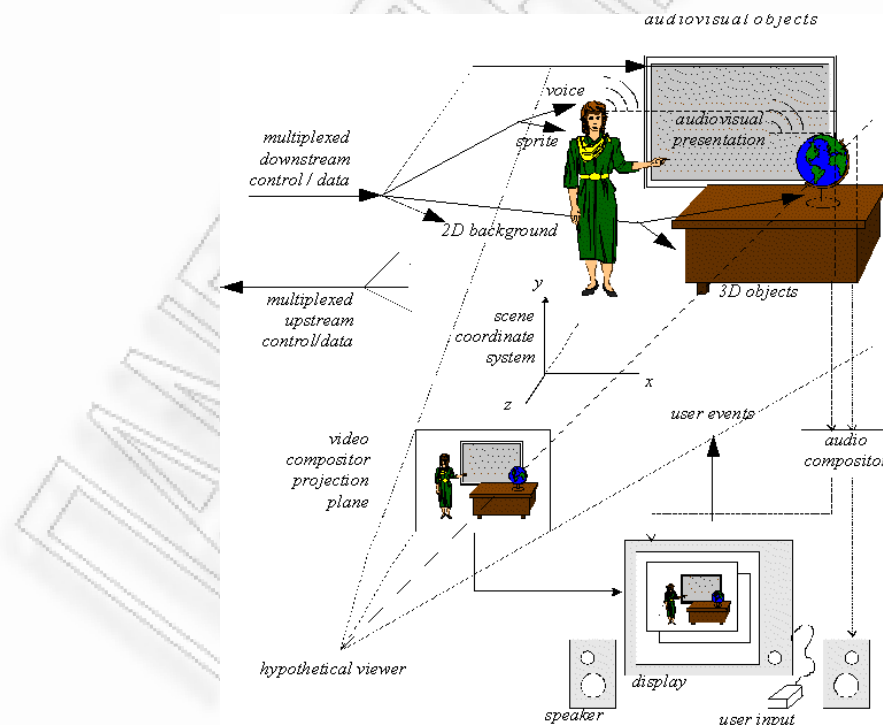 audiovisual objects
voice
sprite
audiovisual
presentation
multiplexed
downstream
control / data
2D background
3D objects
multiplexed
upstream
control/data
y
scene
coordinate
system
x
z
user events
video
compositor
projection
plane
audio
compositor
hypothetical viewer
display
speaker
user input